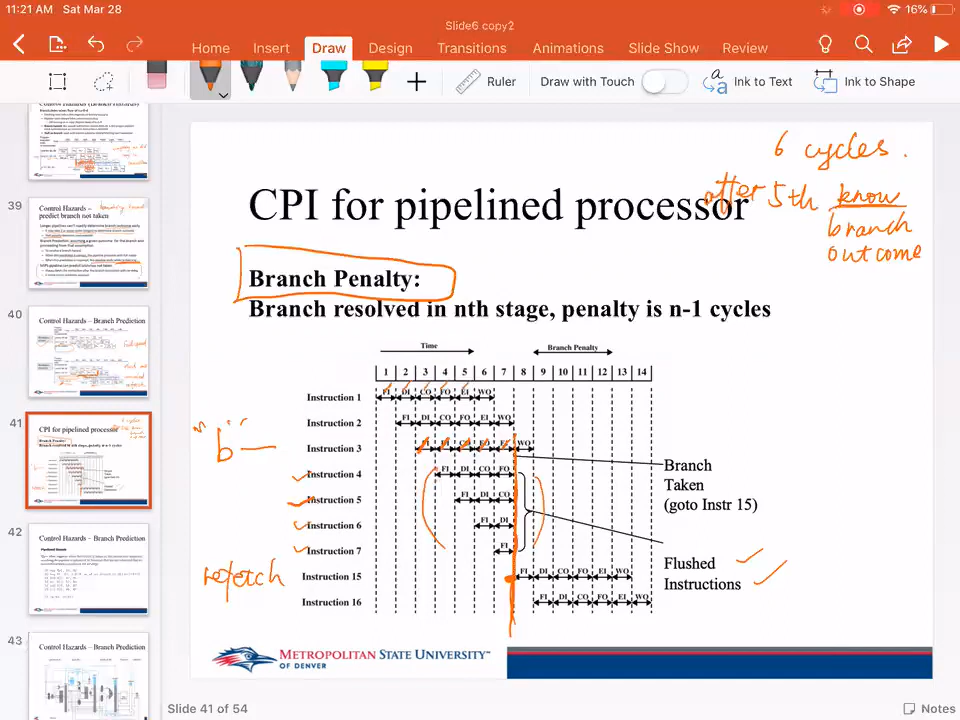 11:21 AM Sat Mar 28
16%
Slide6 copy2
Home Insert Draw Design Transitions Animations Slide Show Review
Ruler
Draw with Touch
Ink to Text
Ink to Shape
39
Control Hazards –
predict branch not taken
40
Control Hazards – Branch Prediction
41
CPI for pipelined processor
42
Control Hazards – Branch Prediction
43
Control Hazards – Branch Prediction
6 cycles.
after 5th know
branch
outcome
CPI for pipelined processor
Branch Penalty:
Branch resolved in nth stage, penalty is n-1 cycles
Time
Branch Penalty
1 2 3 4 5 6 7 8 9 10 11 12 13 14
Instruction 1 FI DI CO FO EI WO
Instruction 2 FI DI CO FO EI WO
b
Instruction 3 FI DI CO FO EI WO
Instruction 4 FI DI CO FO
Instruction 5 FI DI CO
Instruction 6 FI DI
Instruction 7 FI
refetch
Instruction 15 FI DI CO FO EI WO
Instruction 16 FI DI CO FO EI WO
Branch
Taken
(goto Instr 15)
Flushed
Instructions
METROPOLITAN STATE UNIVERSITY™
OF DENVER
Slide 41 of 54
Notes